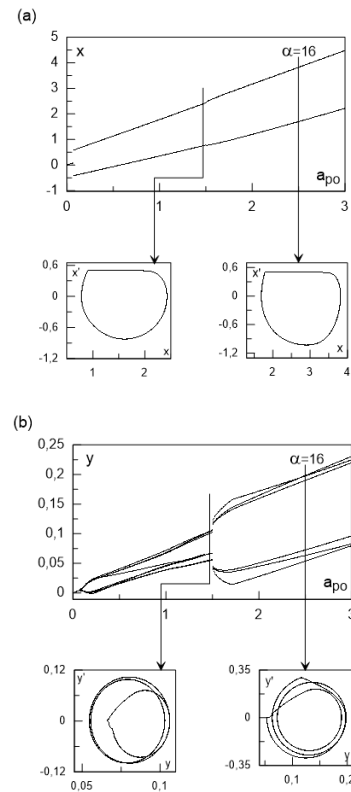 (a)
x
α=16
5
4
3
2
1
0
-1
0 1 2 3
a_po
0,6 x'
0
-0,6
-1,2
x
1 2
0,6 x'
0
-0,6
-1,2
x
2 3 4
(b)
y
α=16
0,25
0,2
0,15
0,1
0,05
0
0 1 2 3
a_po
0,12
y'
0
-0,12
y
0,05 0,1
0,35
y'
0
-0,35
y
0,1 0,2